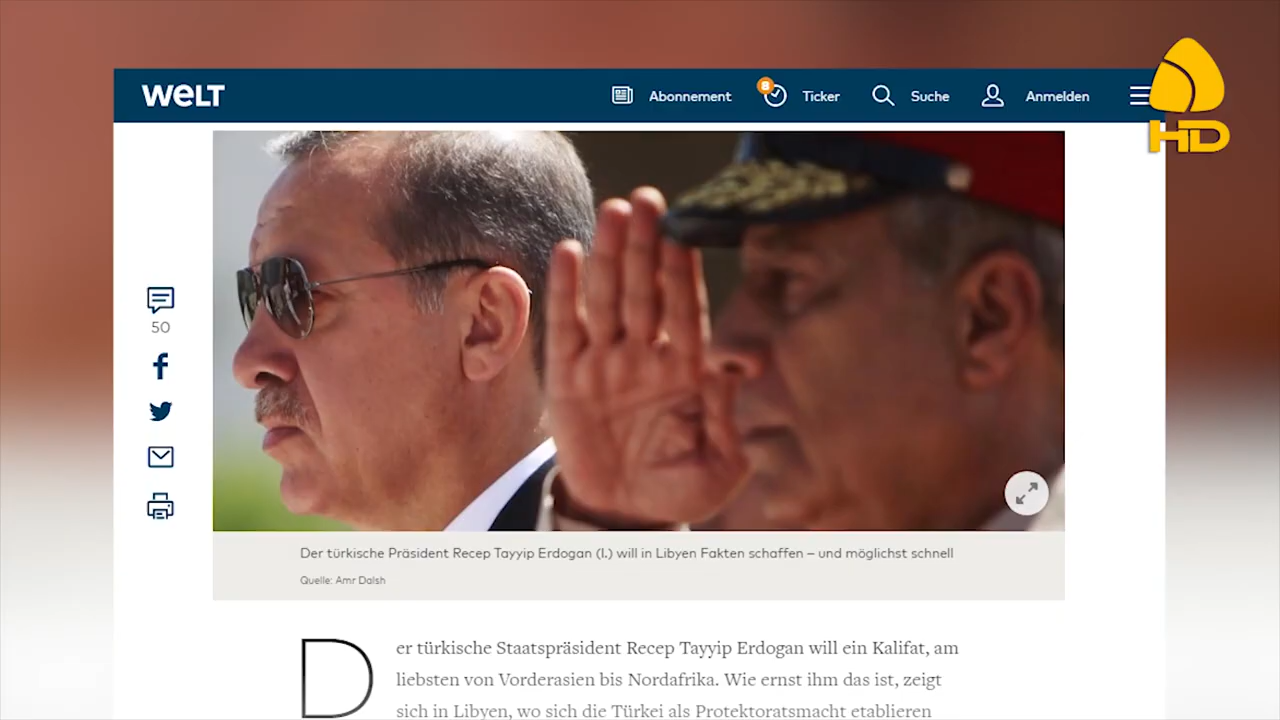 WELT
Abonnement
8
Ticker
Suche
Anmelden
HD
50
Der türkische Präsident Recep Tayyip Erdogan (l.) will in Libyen Fakten schaffen – und möglichst schnell
Quelle: Amr Dalsh
Der türkische Staatspräsident Recep Tayyip Erdogan will ein Kalifat, am
liebsten von Vorderasien bis Nordafrika. Wie ernst ihm das ist, zeigt
sich in Libyen, wo sich die Türkei als Protektoratsmacht etablieren